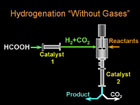 Hydrogenation "Without Gases"
H₂+CO₂
Reactants
HCOOH
Catalyst
1
Catalyst
2
Product
CO₂